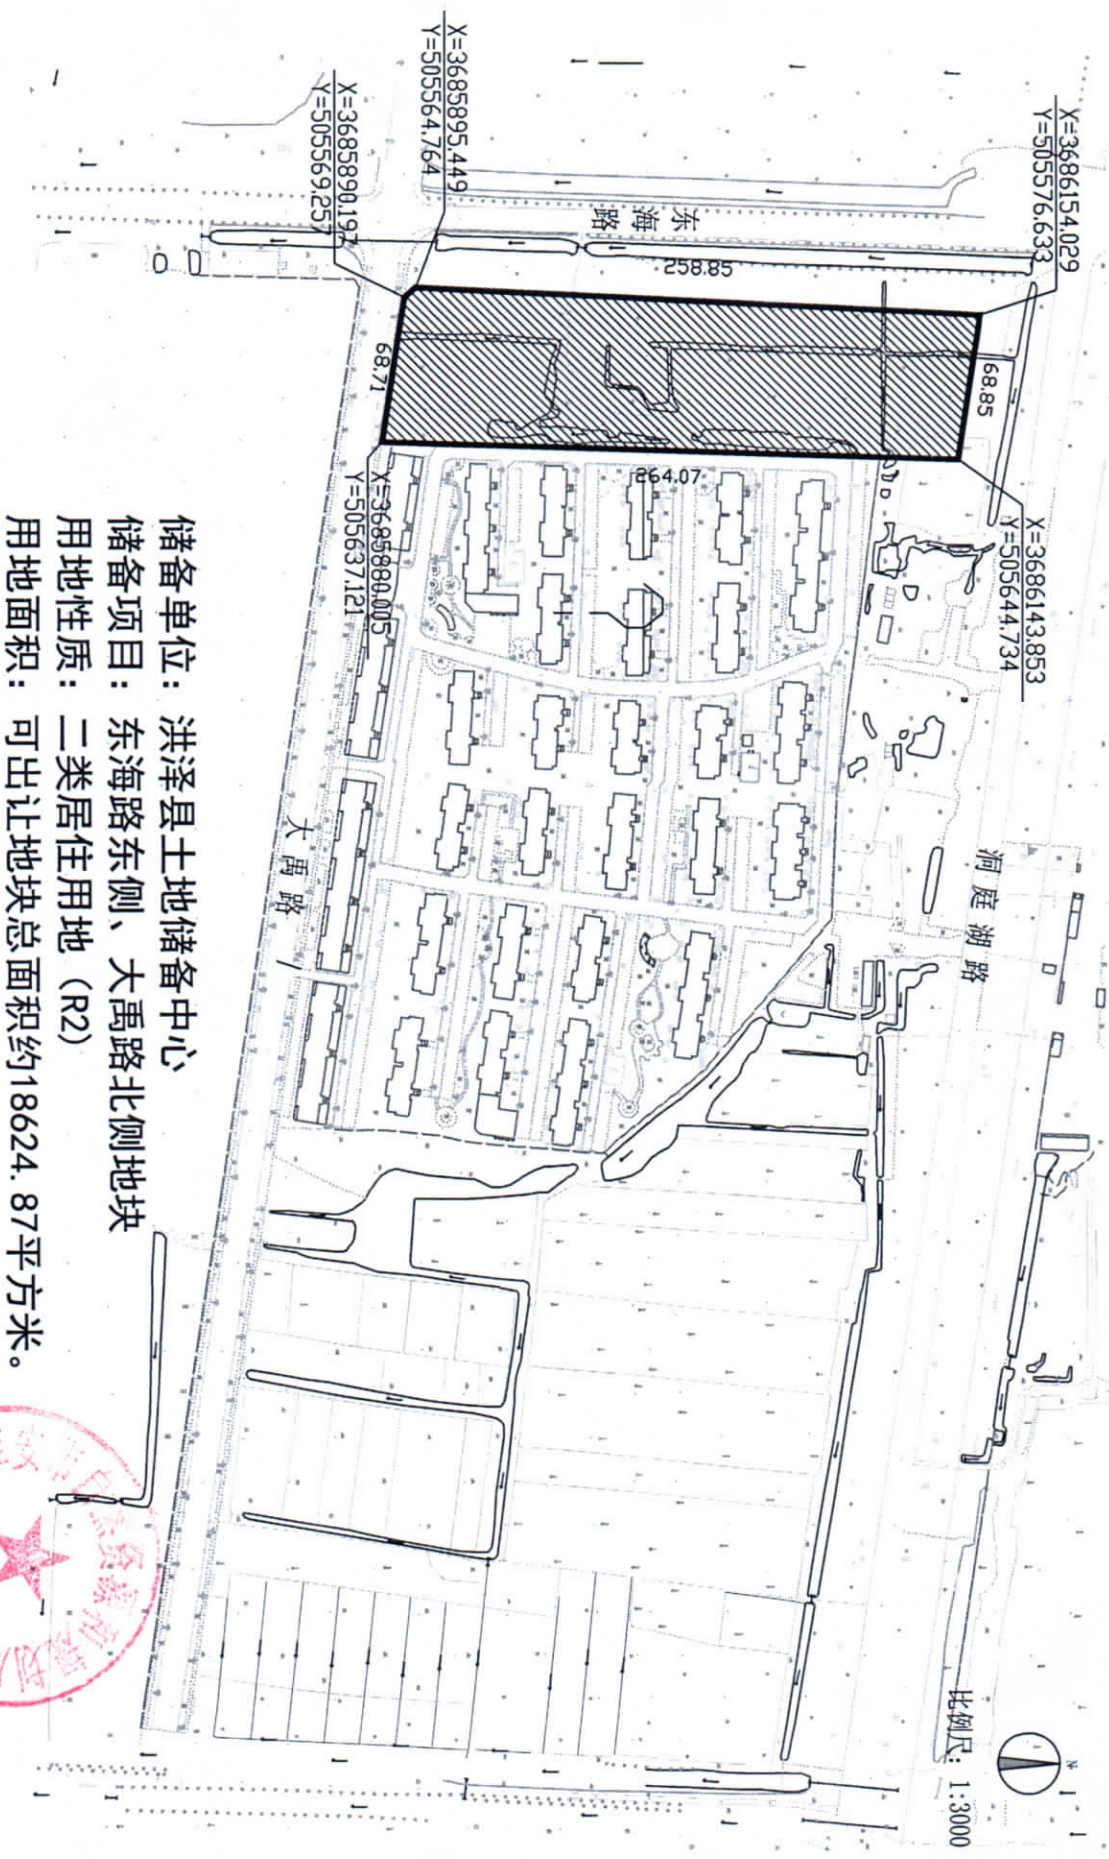 比例尺：1:3000
X=3686154.029
Y=505576.633
68.85
X=3686143.853
Y=505644.734
洞庭湖路
东海路
258.85
264.07
X=3685895.449
Y=505564.764
X=3685890.197
Y=505569.257
68.71
X=3685880.005
Y=505637.121
大禹路
储备单位：洪泽县土地储备中心
储备项目：东海路东侧、大禹路北侧地块
用地性质：二类居住用地（R2）
用地面积：可出让地块总面积约18624.87平方米。